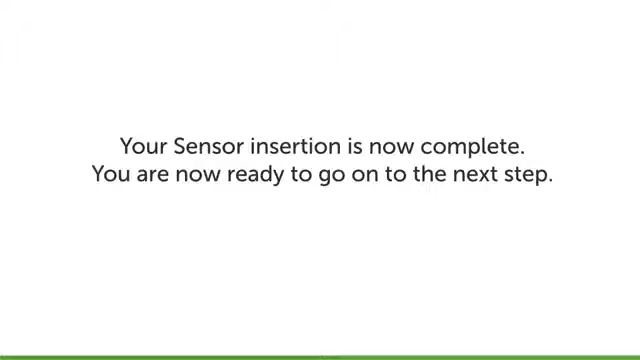 Your Sensor insertion is now complete.
You are now ready to go on to the next step.